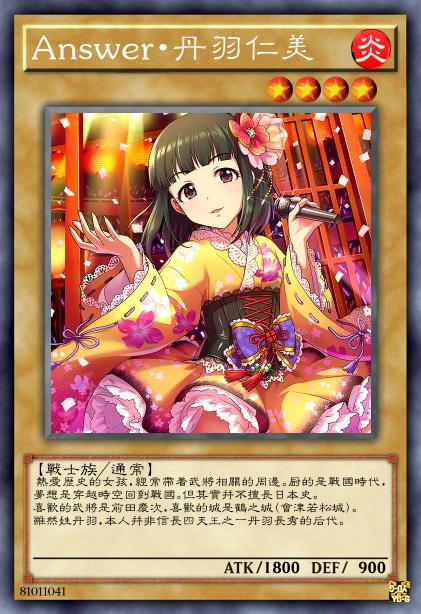 Answer・丹羽仁美
炎
【戰士族／通常】
熱愛歷史的女孩，經常帶着武將相關的周邊。厨的是戰國時代，
夢想是穿越時空回到戰國。但其實并不擅長日本史。
喜歡的武將是前田慶次，喜歡的城是鶴之城(會津若松城)。
雖然姓丹羽，本人幷非信長四天王之一丹羽長秀的后代。
ATK/1800 DEF/ 900
81011041